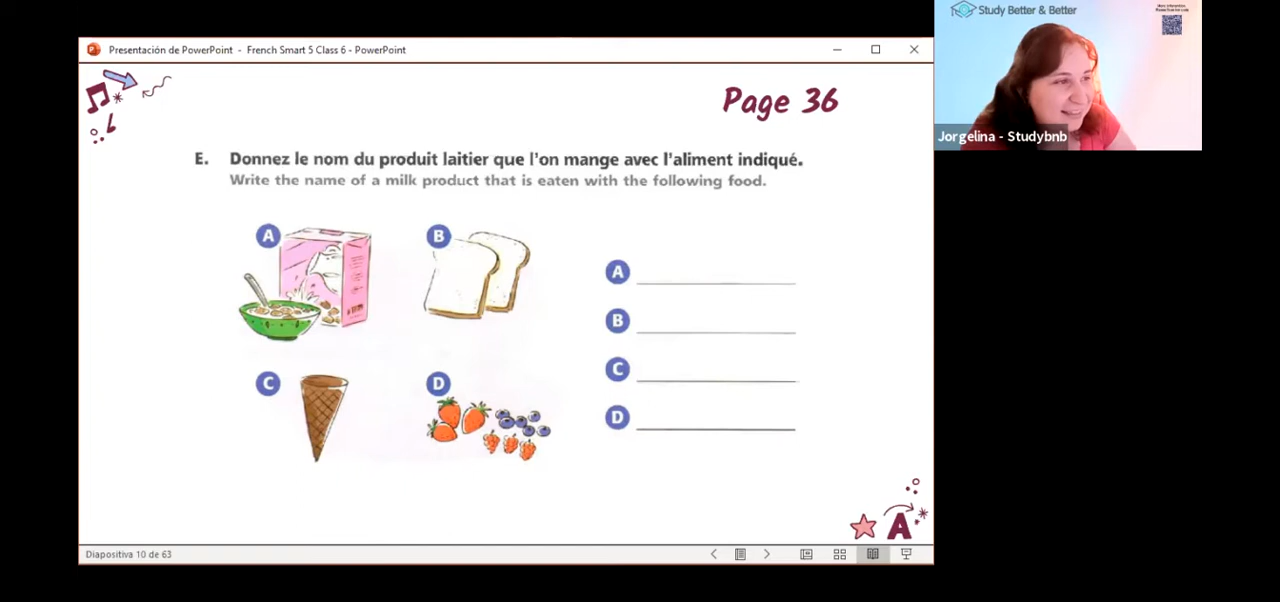 Presentación de PowerPoint - French Smart 5 Class 6 - PowerPoint
Study Better & Better
Jorgelina - Studybnb
Page 36
E. Donnez le nom du produit laitier que l'on mange avec l'aliment indiqué.
Write the name of a milk product that is eaten with the following food.
A
B
C
D
A
B
C
D
A
Diapositiva 10 de 63